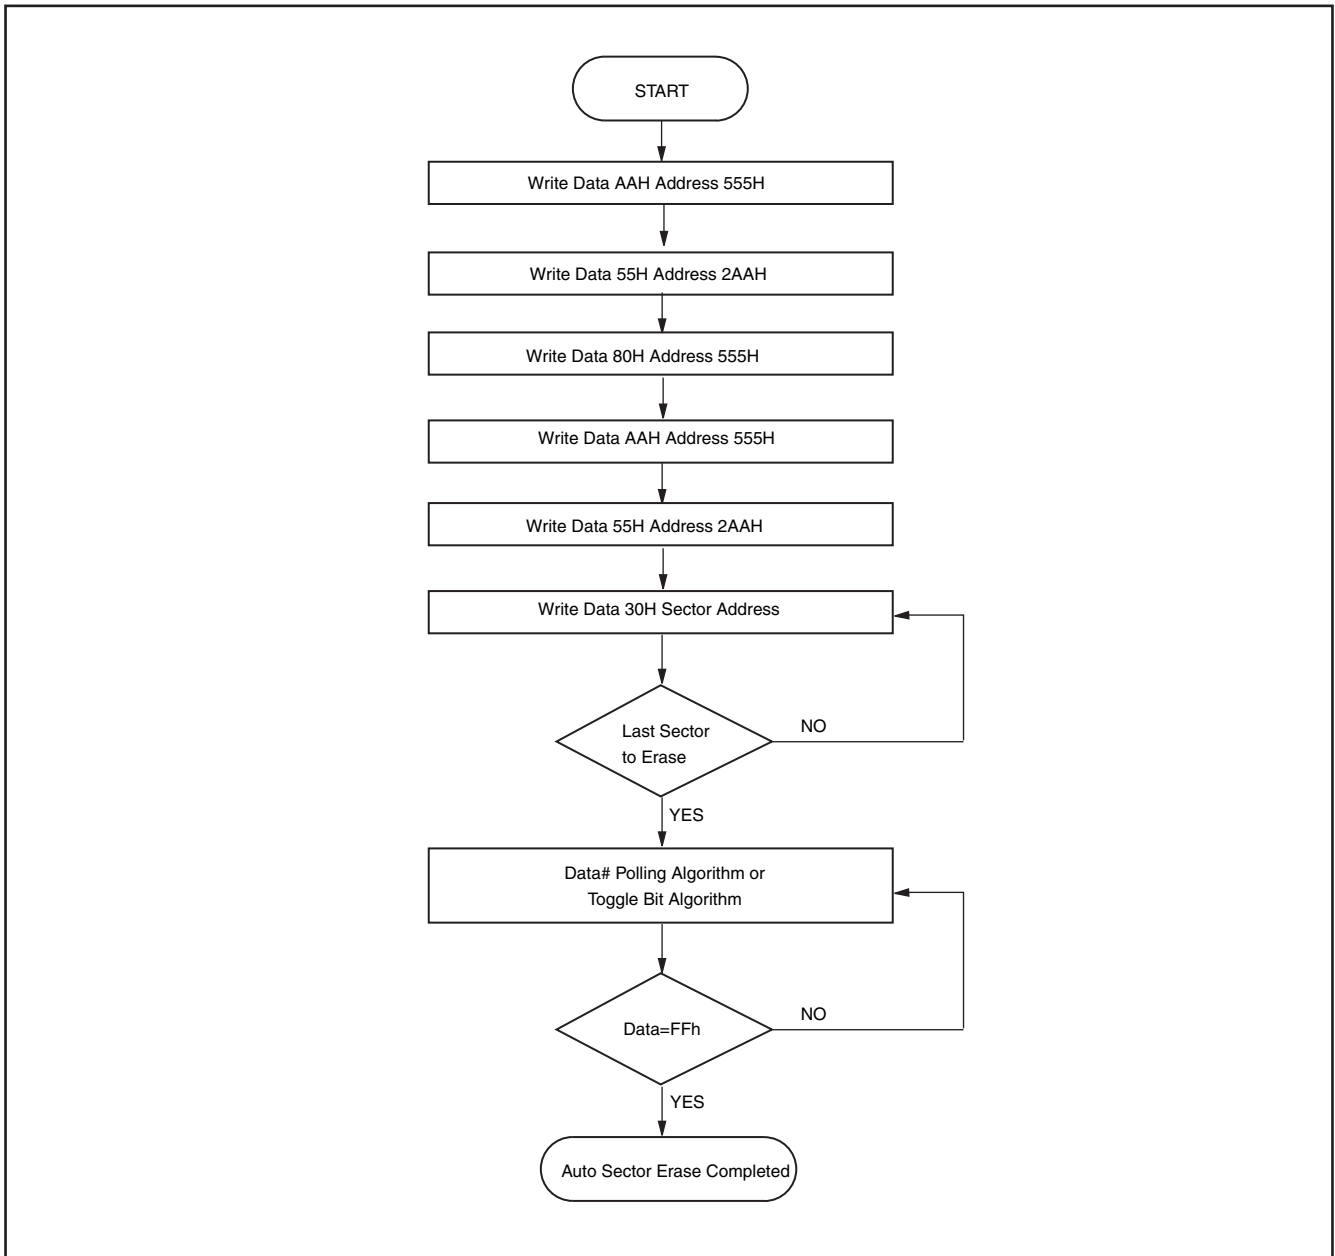 START
Write Data AAH Address 555H
Write Data 55H Address 2AAH
Write Data 80H Address 555H
Write Data AAH Address 555H
Write Data 55H Address 2AAH
Write Data 30H Sector Address
Last Sector
to Erase
NO
YES
Data# Polling Algorithm or
Toggle Bit Algorithm
Data=FFh
NO
YES
Auto Sector Erase Completed